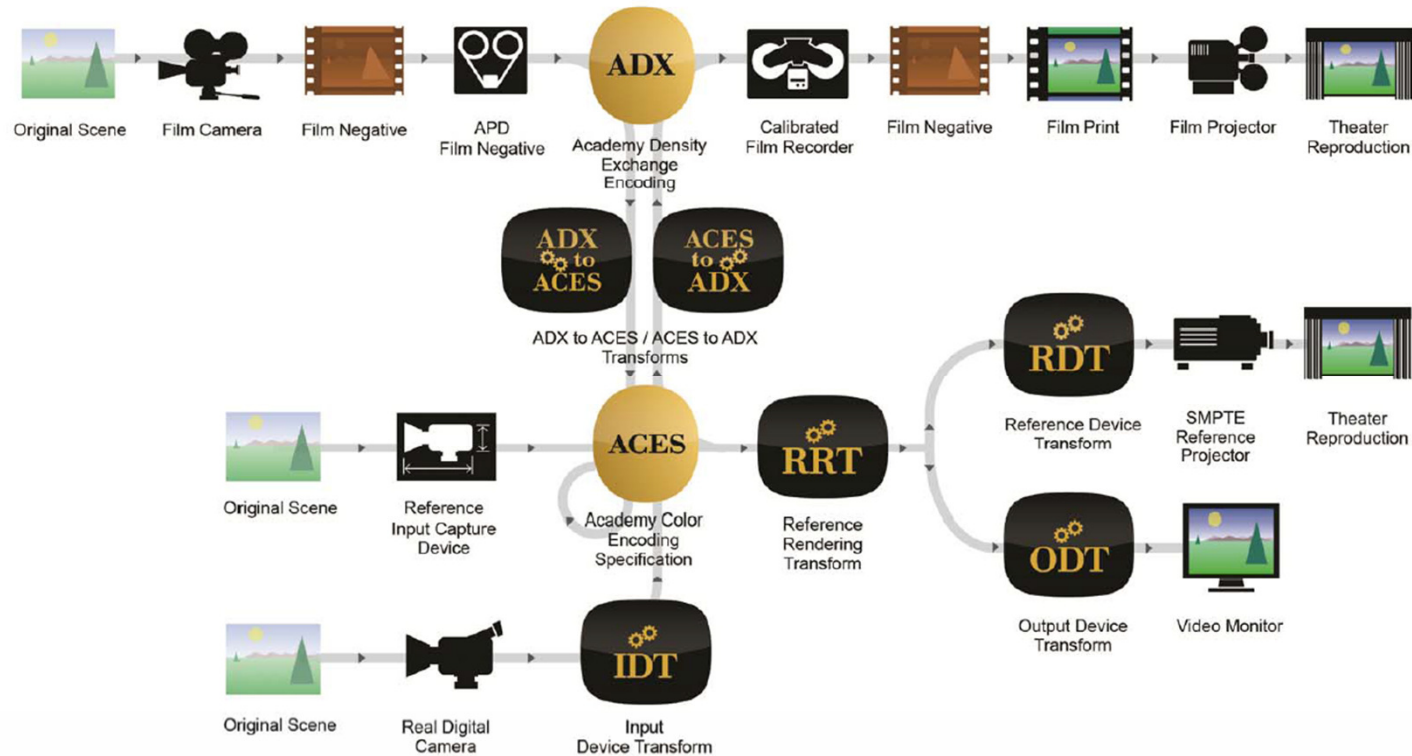 ADX
Original Scene
Film Camera
Film Negative
APD
Film Negative
Academy Density
Exchange
Encoding
Calibrated
Film Recorder
Film Negative
Film Print
Film Projector
Theater
Reproduction
ADX
to
ACES
ACES
to
ADX
ADX to ACES / ACES to ADX
Transforms
RDT
Reference Device
Transform
SMPTE
Reference
Projector
Theater
Reproduction
ACES
RRT
Original Scene
Reference
Input Capture
Device
Academy Color
Encoding
Specification
Reference
Rendering
Transform
ODT
Output Device
Transform
Video Monitor
IDT
Original Scene
Real Digital
Camera
Input
Device Transform